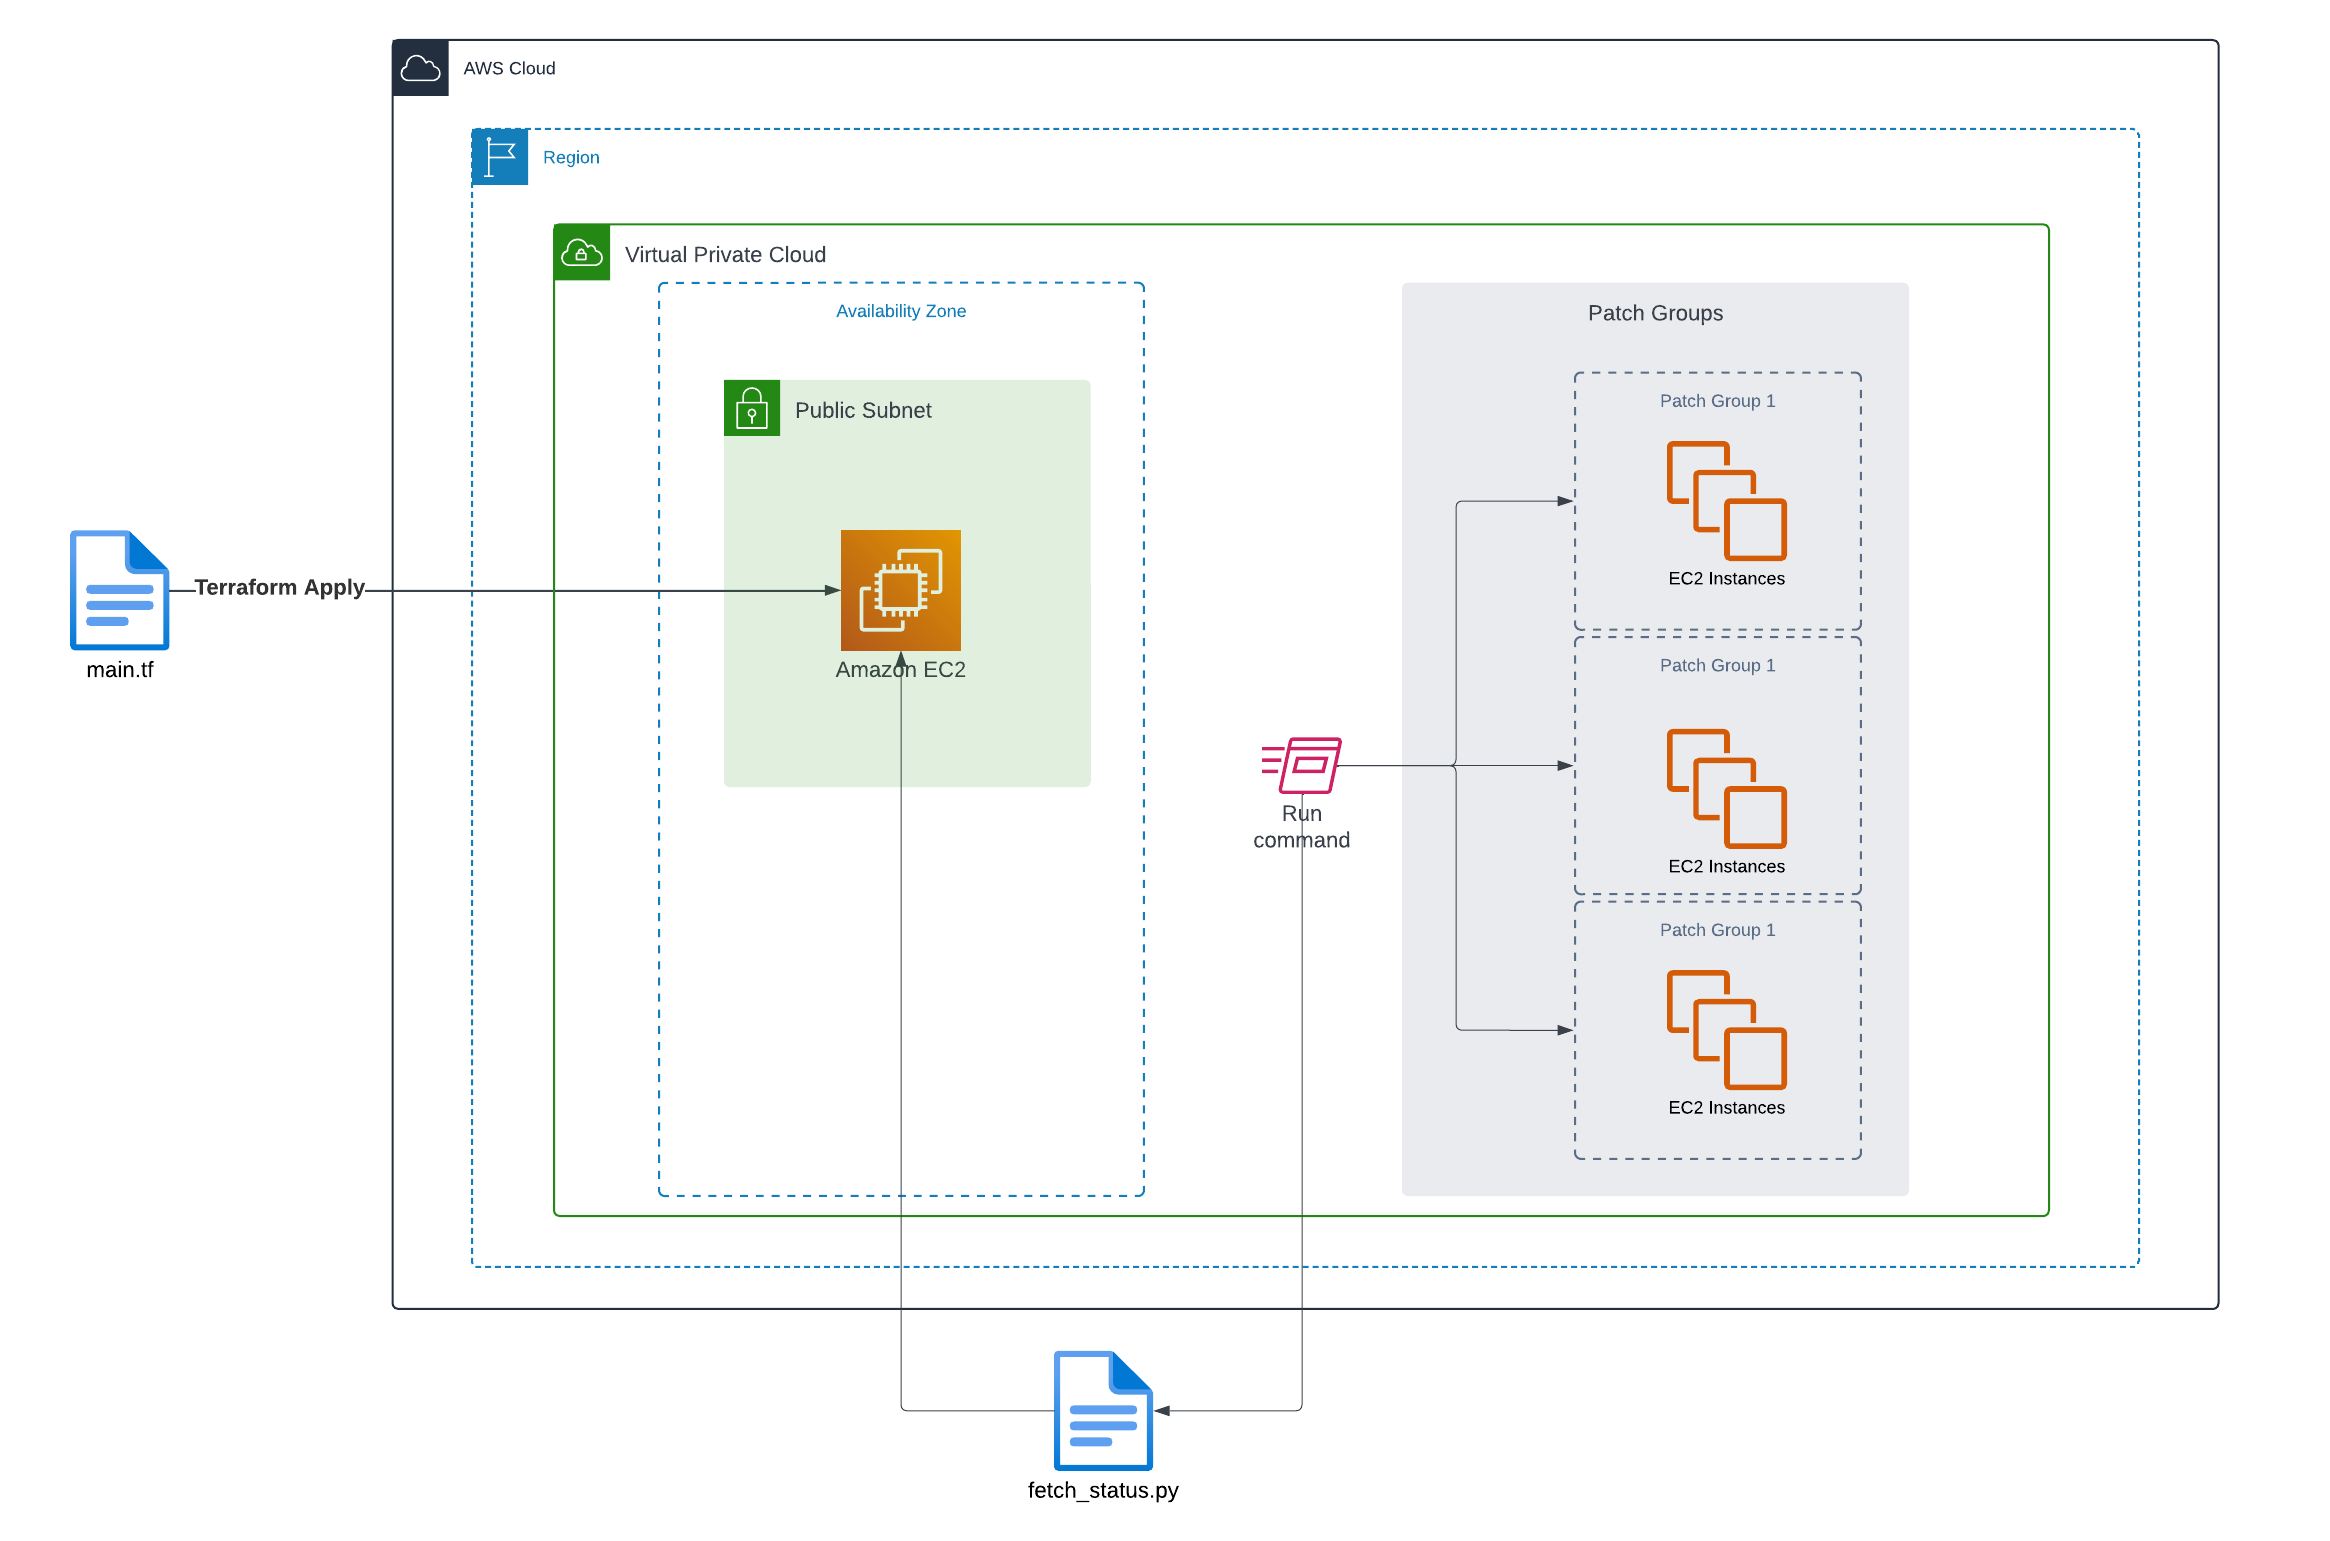 AWS Cloud
Region
Virtual Private Cloud
Availability Zone
Public Subnet
Amazon EC2
Terraform Apply
main.tf
Run
command
Patch Groups
Patch Group 1
EC2 Instances
Patch Group 1
EC2 Instances
Patch Group 1
EC2 Instances
fetch_status.py